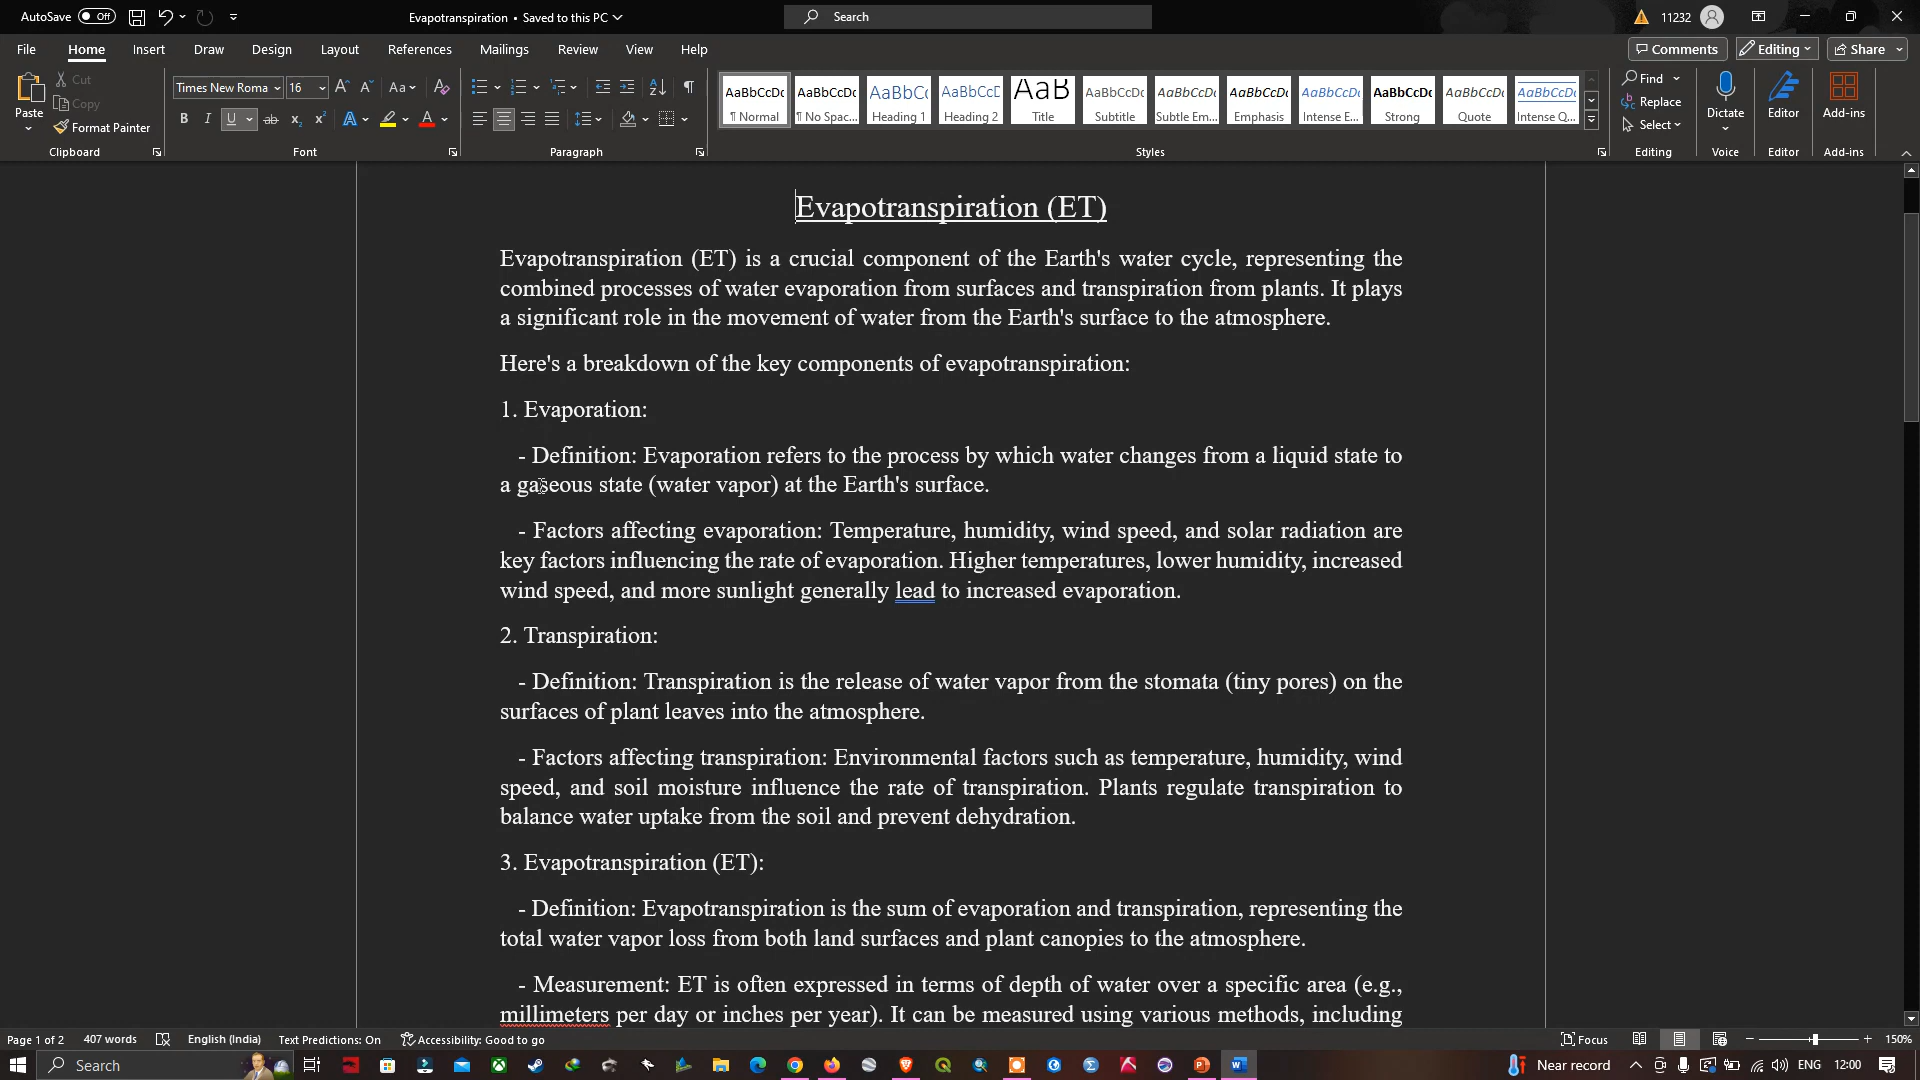 AutoSave Off Evapotranspiration • Saved to this PC Search 11232
File Home Insert Draw Design Layout References Mailings Review View Help Comments Editing Share
Paste Cut Copy Format Painter
Times New Roma 16
AaBbCcDc AaBbCcDc AaBbCc AaBbCcD AaB AaBbCcDc AaBbCcDc AaBbCcDc AaBbCcDc AaBbCcDc AaBbCcDc AaBbCcDc
¶ Normal ¶ No Spac... Heading 1 Heading 2 Title Subtitle Subtle Em... Emphasis Intense E... Strong Quote Intense Q...
Find Replace Select Dictate Editor Add-ins
Clipboard Font Paragraph Styles Editing Voice Editor Add-ins
Evapotranspiration (ET)
Evapotranspiration (ET) is a crucial component of the Earth's water cycle, representing the
combined processes of water evaporation from surfaces and transpiration from plants. It plays
a significant role in the movement of water from the Earth's surface to the atmosphere.
Here's a breakdown of the key components of evapotranspiration:
1. Evaporation:
- Definition: Evaporation refers to the process by which water changes from a liquid state to
a gaseous state (water vapor) at the Earth's surface.
- Factors affecting evaporation: Temperature, humidity, wind speed, and solar radiation are
key factors influencing the rate of evaporation. Higher temperatures, lower humidity, increased
wind speed, and more sunlight generally lead to increased evaporation.
2. Transpiration:
- Definition: Transpiration is the release of water vapor from the stomata (tiny pores) on the
surfaces of plant leaves into the atmosphere.
- Factors affecting transpiration: Environmental factors such as temperature, humidity, wind
speed, and soil moisture influence the rate of transpiration. Plants regulate transpiration to
balance water uptake from the soil and prevent dehydration.
3. Evapotranspiration (ET):
- Definition: Evapotranspiration is the sum of evaporation and transpiration, representing the
total water vapor loss from both land surfaces and plant canopies to the atmosphere.
- Measurement: ET is often expressed in terms of depth of water over a specific area (e.g.,
millimeters per day or inches per year). It can be measured using various methods, including
Page 1 of 2 407 words English (India) Text Predictions: On Accessibility: Good to go Focus 150%
Search Near record ENG 12:00